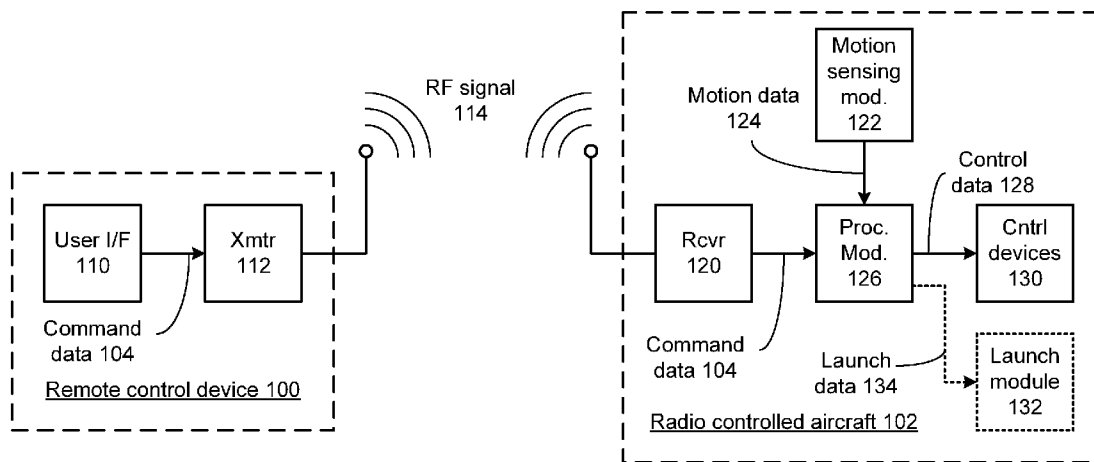 RF signal
114
User I/F
110
Xmtr
112
Command
data 104
Remote control device 100
Motion
sensing
mod.
122
Motion data
124
Control
data 128
Rcvr
120
Proc.
Mod.
126
Cntrl
devices
130
Command
data 104
Launch
data 134
Launch
module
132
Radio controlled aircraft 102